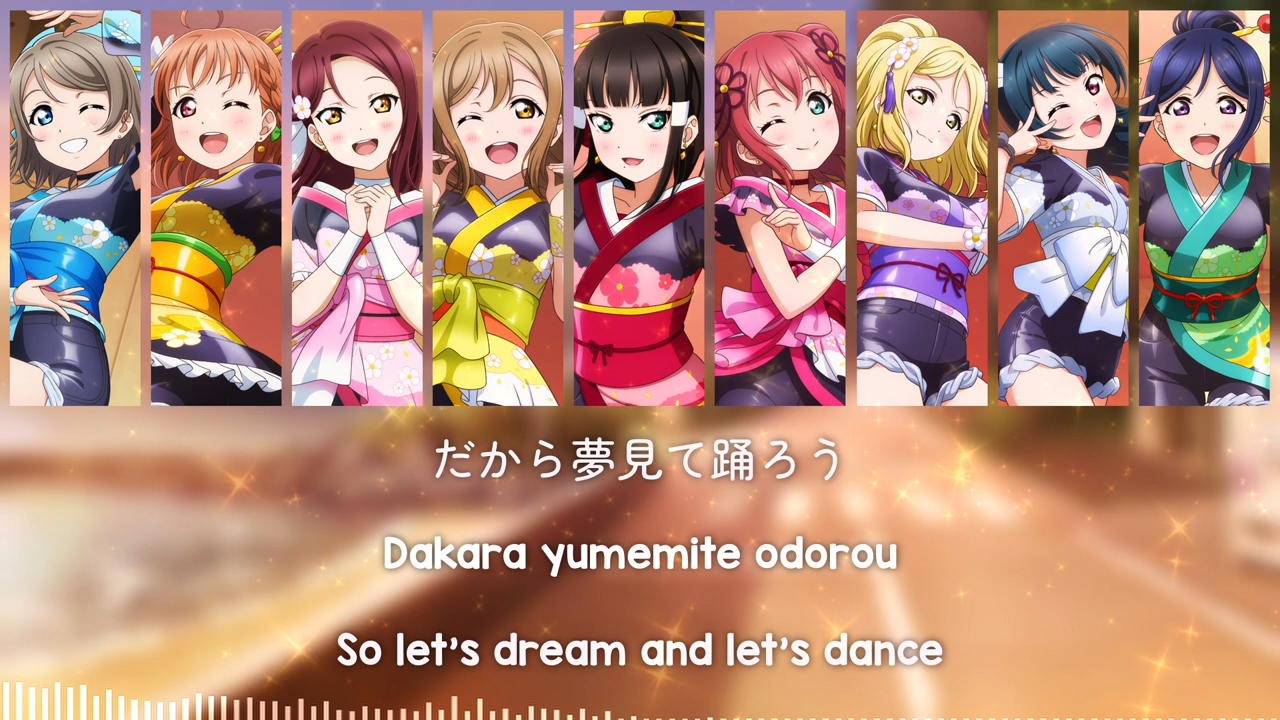 だから夢見て踊ろう
Dakara yumemite odorou
So let's dream and let's dance